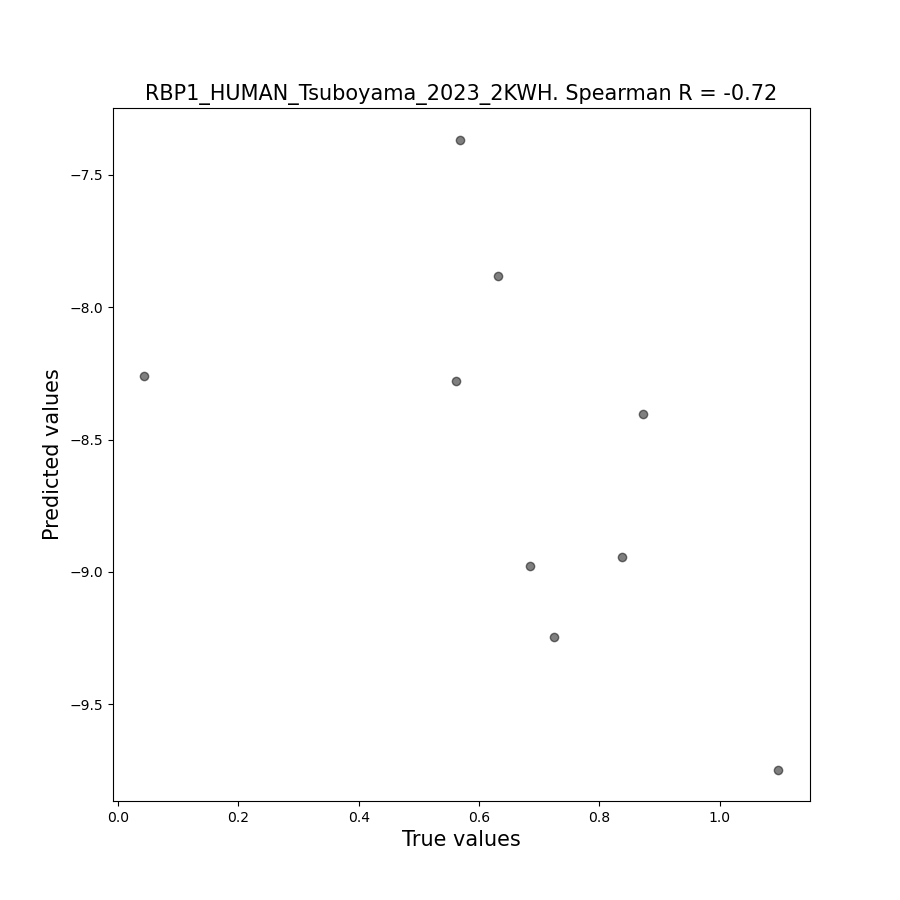 RBP1_HUMAN_Tsuboyama_2023_2KWH. Spearman R = -0.72
Predicted values
−7.5
−8.0
−8.5
−9.0
−9.5
0.0 0.2 0.4 0.6 0.8 1.0
True values